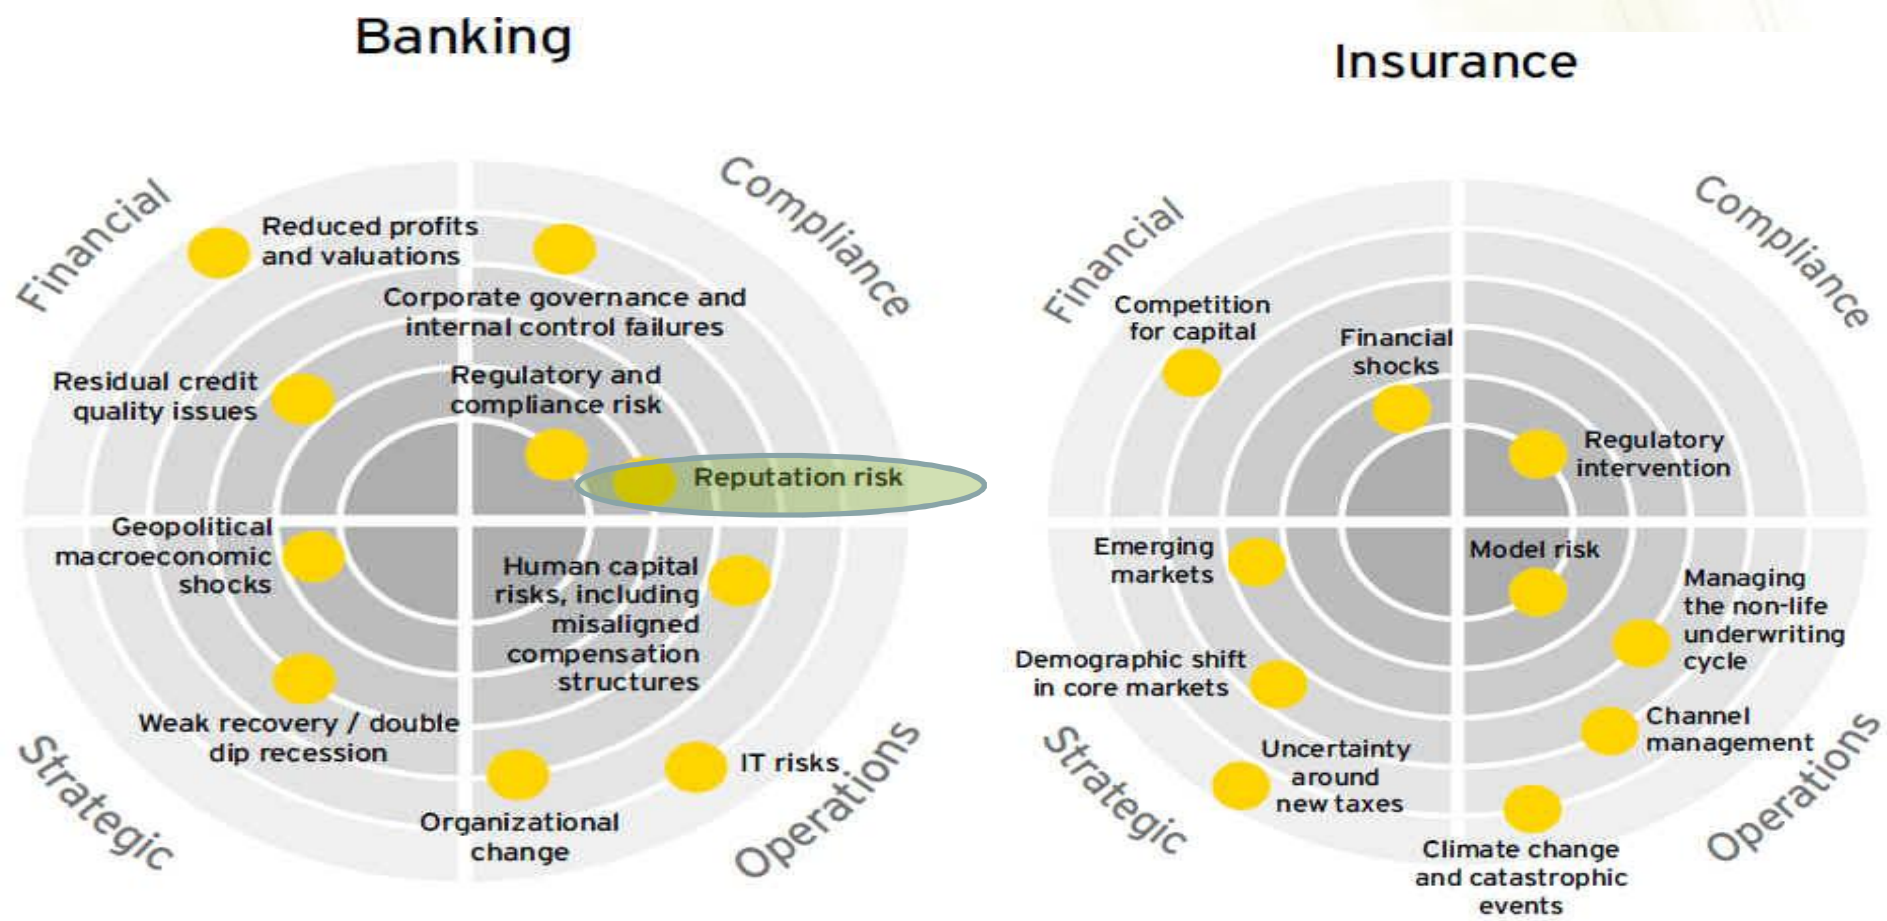 Banking
Financial
Compliance
Reduced profits
and valuations
Corporate governance and
internal control failures
Residual credit
quality issues
Regulatory and
compliance risk
Reputation risk
Geopolitical
macroeconomic
shocks
Human capital
risks, including
misaligned
compensation
structures
Weak recovery / double
dip recession
IT risks
Organizational
change
Strategic
Operations
Insurance
Financial
Compliance
Competition
for capital
Financial
shocks
Regulatory
intervention
Emerging
markets
Model risk
Managing
the non-life
underwriting
cycle
Demographic shift
in core markets
Channel
management
Uncertainty
around
new taxes
Climate change
and catastrophic
events
Strategic
Operations